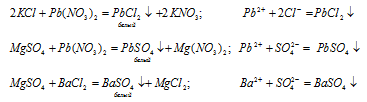 2KCl + Pb(NO₃)₂ = PbCl₂↓ + 2KNO₃; Pb²⁺ + 2Cl⁻ = PbCl₂↓
белый
MgSO₄ + Pb(NO₃)₂ = PbSO₄↓ + Mg(NO₃)₂; Pb²⁺ + SO₄²⁻ = PbSO₄↓
белый
MgSO₄ + BaCl₂ = BaSO₄↓ + MgCl₂; Ba²⁺ + SO₄²⁻ = BaSO₄↓
белый